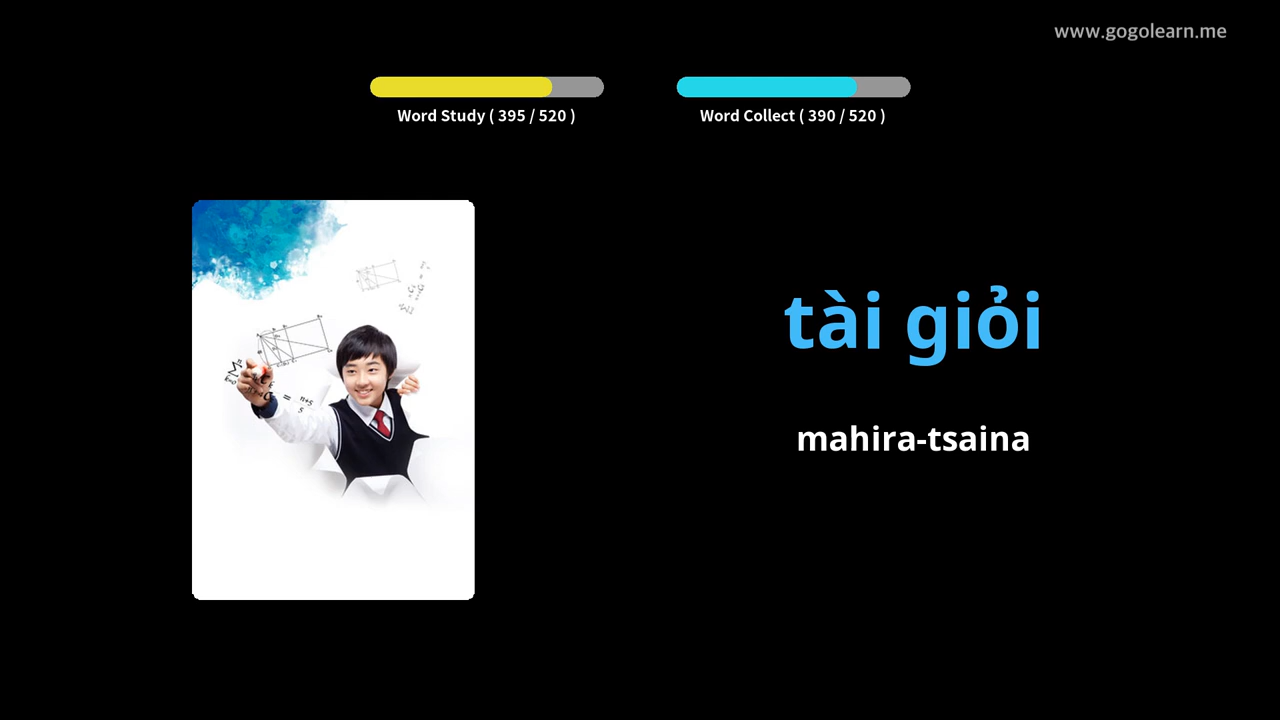 www.gogolearn.me
Word Study ( 395 / 520 )
Word Collect ( 390 / 520 )
tài giỏi
mahira-tsaina